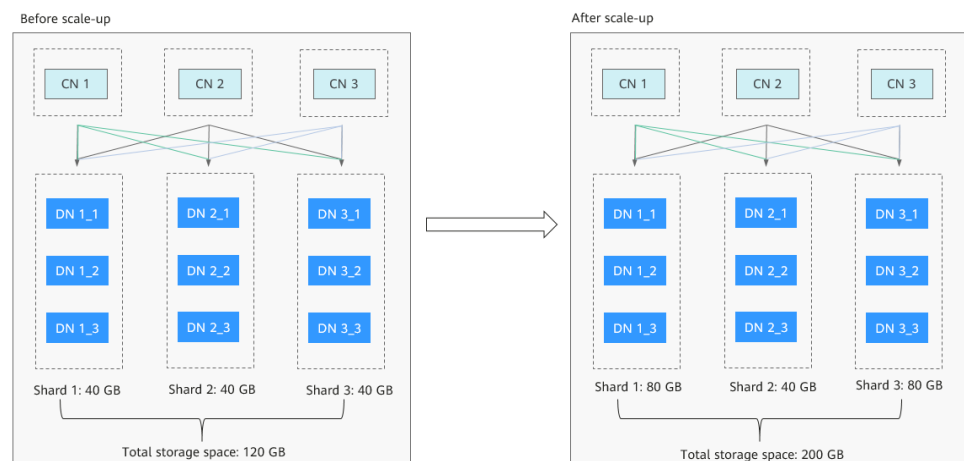 Before scale-up
CN 1
CN 2
CN 3
DN 1_1
DN 2_1
DN 3_1
DN 1_2
DN 2_2
DN 3_2
DN 1_3
DN 2_3
DN 3_3
Shard 1: 40 GB
Shard 2: 40 GB
Shard 3: 40 GB
Total storage space: 120 GB
After scale-up
CN 1
CN 2
CN 3
DN 1_1
DN 2_1
DN 3_1
DN 1_2
DN 2_2
DN 3_2
DN 1_3
DN 2_3
DN 3_3
Shard 1: 80 GB
Shard 2: 40 GB
Shard 3: 80 GB
Total storage space: 200 GB